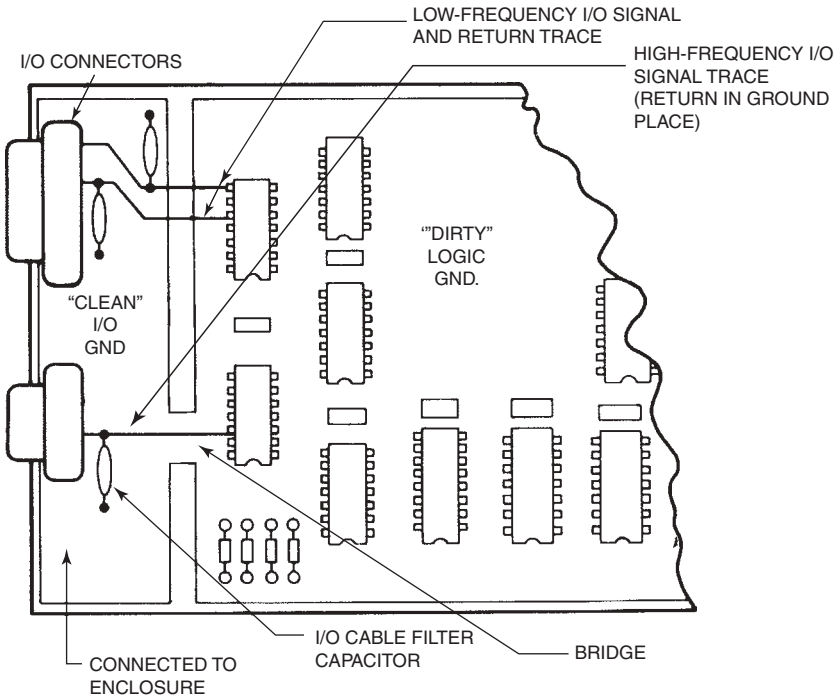 LOW-FREQUENCY I/O SIGNAL
AND RETURN TRACE
I/O CONNECTORS
HIGH-FREQUENCY I/O
SIGNAL TRACE
(RETURN IN GROUND
PLACE)
‘"DIRTY"
LOGIC
GND.
“CLEAN”
I/O
GND
I/O CABLE FILTER
CAPACITOR
BRIDGE
CONNECTED TO
ENCLOSURE